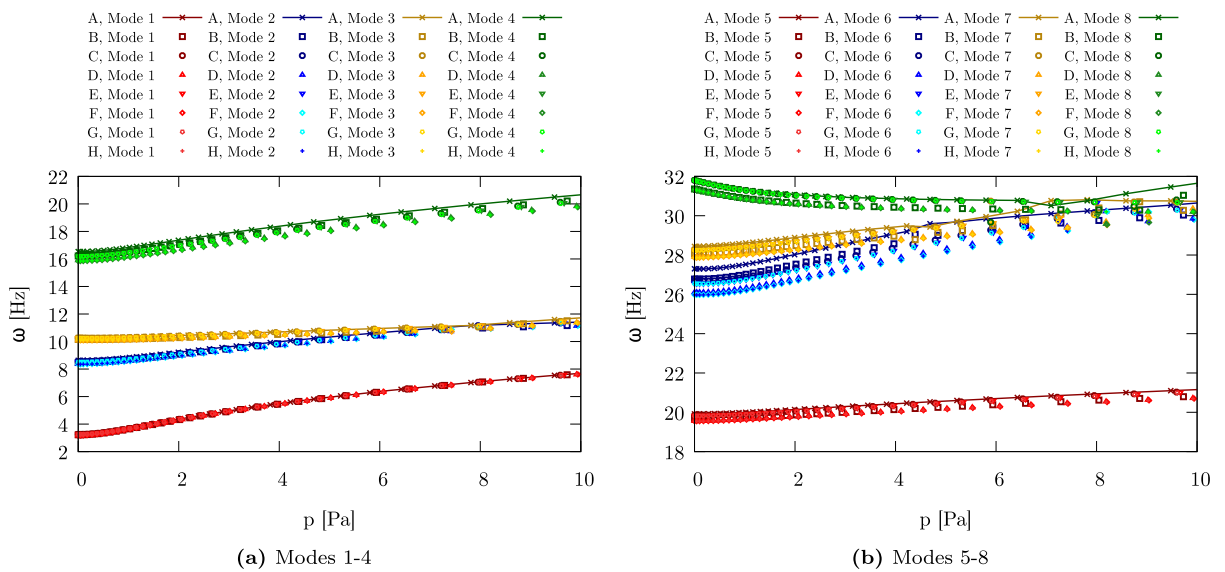 A, Mode 1 A, Mode 2 A, Mode 3 A, Mode 4
B, Mode 1 B, Mode 2 B, Mode 3 B, Mode 4
C, Mode 1 C, Mode 2 C, Mode 3 C, Mode 4
D, Mode 1 D, Mode 2 D, Mode 3 D, Mode 4
E, Mode 1 E, Mode 2 E, Mode 3 E, Mode 4
F, Mode 1 F, Mode 2 F, Mode 3 F, Mode 4
G, Mode 1 G, Mode 2 G, Mode 3 G, Mode 4
H, Mode 1 H, Mode 2 H, Mode 3 H, Mode 4
22
20
18
16
14
12
10
8
6
4
2
ω [Hz]
0 2 4 6 8 10
p [Pa]
(a) Modes 1-4
A, Mode 5 A, Mode 6 A, Mode 7 A, Mode 8
B, Mode 5 B, Mode 6 B, Mode 7 B, Mode 8
C, Mode 5 C, Mode 6 C, Mode 7 C, Mode 8
D, Mode 5 D, Mode 6 D, Mode 7 D, Mode 8
E, Mode 5 E, Mode 6 E, Mode 7 E, Mode 8
F, Mode 5 F, Mode 6 F, Mode 7 F, Mode 8
G, Mode 5 G, Mode 6 G, Mode 7 G, Mode 8
H, Mode 5 H, Mode 6 H, Mode 7 H, Mode 8
32
30
28
26
24
22
20
18
ω [Hz]
0 2 4 6 8 10
p [Pa]
(b) Modes 5-8